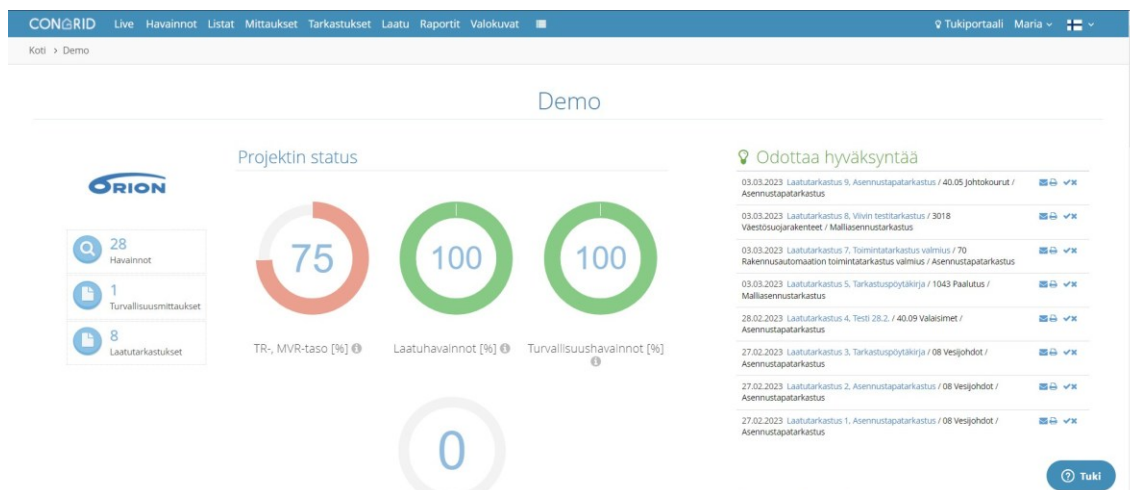 CONGRID Live Havainnot Listat Mittaukset Tarkastukset Laatu Raportit Valokuvat Tukiportaali Maria
Koti > Demo
Demo
ORION
28
Havainnot
1
Turvallisuusmittaukset
8
Laatutarkastukset
Projektin status
75
TR-, MVR-taso [%]
100
Laatuhavainnot [%]
100
Turvallisuushavainnot [%]
0
Odottaa hyväksyntää
03.03.2023 Laatutarkastus 9, Asennustapatarkastus / 40.05 Johtokourut /
Asennustapatarkastus
03.03.2023 Laatutarkastus 8, Viivin testitarkastus / 3018
Väestösuojarakenteet / Malliasennustarkastus
03.03.2023 Laatutarkastus 7, Toimintatarkastus valmius / 70
Rakennusautomaation toimintatarkastus valmius / Asennustapatarkastus
03.03.2023 Laatutarkastus 5, Tarkastuspöytäkirja / 1043 Paalutus /
Malliasennustarkastus
28.02.2023 Laatutarkastus 4, Testi 28.2. / 40.09 Valaisimet /
Asennustapatarkastus
27.02.2023 Laatutarkastus 3, Tarkastuspöytäkirja / 08 Vesijohdot /
Asennustapatarkastus
27.02.2023 Laatutarkastus 2, Asennustapatarkastus / 08 Vesijohdot /
Asennustapatarkastus
27.02.2023 Laatutarkastus 1, Asennustapatarkastus / 08 Vesijohdot /
Asennustapatarkastus
Tuki